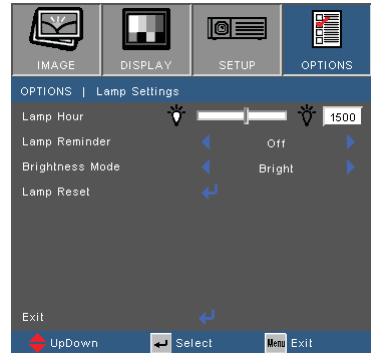 IMAGE DISPLAY SETUP OPTIONS
OPTIONS | Lamp Settings
Lamp Hour 1500
Lamp Reminder Off
Brightness Mode Bright
Lamp Reset
Exit
UpDown Select Menu Exit